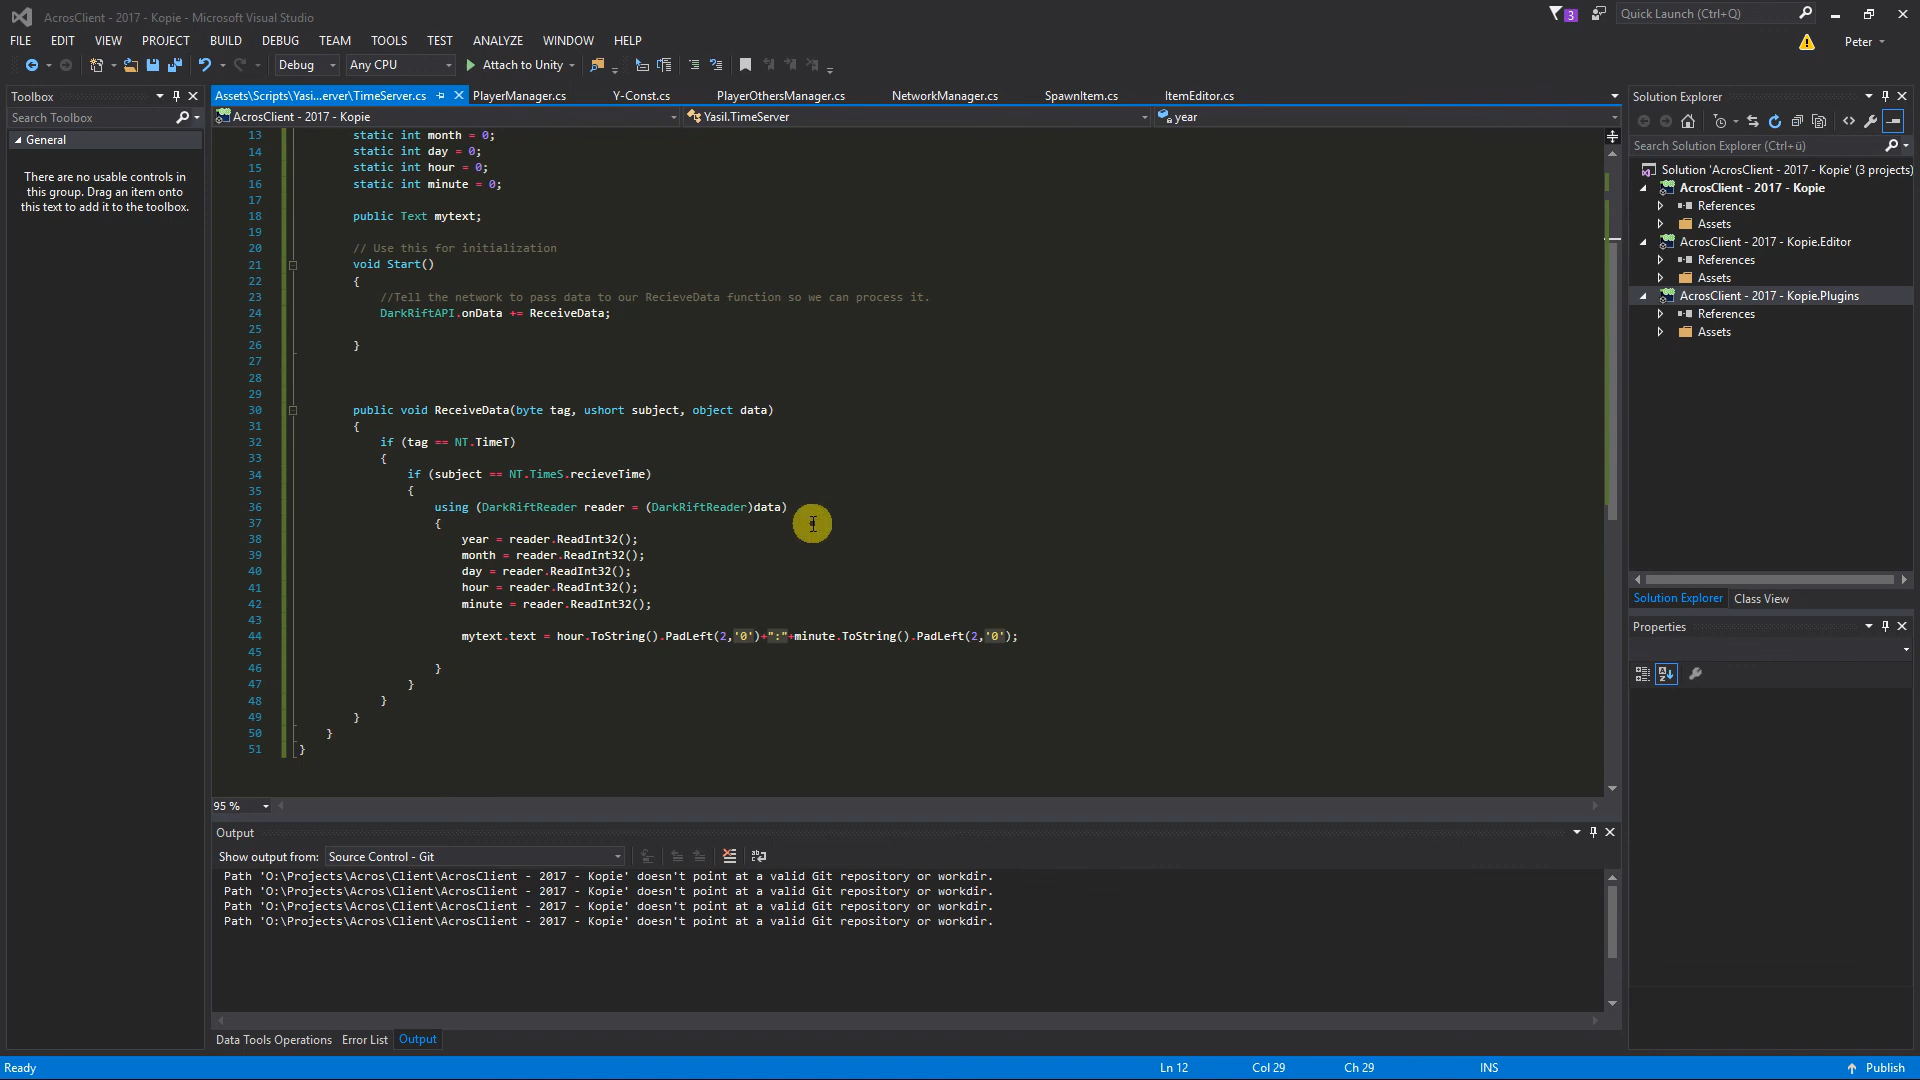 AcrosClient - 2017 - Kopie - Microsoft Visual Studio
3
Quick Launch (Ctrl+Q)
FILE EDIT VIEW PROJECT BUILD DEBUG TEAM TOOLS TEST ANALYZE WINDOW HELP
Peter
Debug Any CPU Attach to Unity
Toolbox
Assets\Scripts\Yasi...erver\TimeServer.cs PlayerManager.cs Y-Const.cs PlayerOthersManager.cs NetworkManager.cs SpawnItem.cs ItemEditor.cs
Solution Explorer
Search Toolbox
AcrosClient - 2017 - Kopie
Yasil.TimeServer
year
General
There are no usable controls in
this group. Drag an item onto
this text to add it to the toolbox.
13 static int month = 0;
14 static int day = 0;
15 static int hour = 0;
16 static int minute = 0;
17
18 public Text mytext;
19
20 // Use this for initialization
21 void Start()
22 {
23 //Tell the network to pass data to our RecieveData function so we can process it.
24 DarkRiftAPI.onData += ReceiveData;
25
26 }
27
28
29
30 public void ReceiveData(byte tag, ushort subject, object data)
31 {
32 if (tag == NT.TimeT)
33 {
34 if (subject == NT.TimeS.recieveTime)
35 {
36 using (DarkRiftReader reader = (DarkRiftReader)data)
37 {
38 year = reader.ReadInt32();
39 month = reader.ReadInt32();
40 day = reader.ReadInt32();
41 hour = reader.ReadInt32();
42 minute = reader.ReadInt32();
43
44 mytext.text = hour.ToString().PadLeft(2,'0')+":"+minute.ToString().PadLeft(2,'0');
45
46 }
47 }
48 }
49 }
50 }
51 }
95 %
Search Solution Explorer (Ctrl+ü)
Solution 'AcrosClient - 2017 - Kopie' (3 projects)
AcrosClient - 2017 - Kopie
References
Assets
AcrosClient - 2017 - Kopie.Editor
References
Assets
AcrosClient - 2017 - Kopie.Plugins
References
Assets
Solution Explorer Class View
Properties
Output
Show output from: Source Control - Git
Path 'O:\Projects\Acros\Client\AcrosClient - 2017 - Kopie' doesn't point at a valid Git repository or workdir.
Path 'O:\Projects\Acros\Client\AcrosClient - 2017 - Kopie' doesn't point at a valid Git repository or workdir.
Path 'O:\Projects\Acros\Client\AcrosClient - 2017 - Kopie' doesn't point at a valid Git repository or workdir.
Path 'O:\Projects\Acros\Client\AcrosClient - 2017 - Kopie' doesn't point at a valid Git repository or workdir.
Data Tools Operations Error List Output
Ready
Ln 12 Col 29 Ch 29 INS
Publish